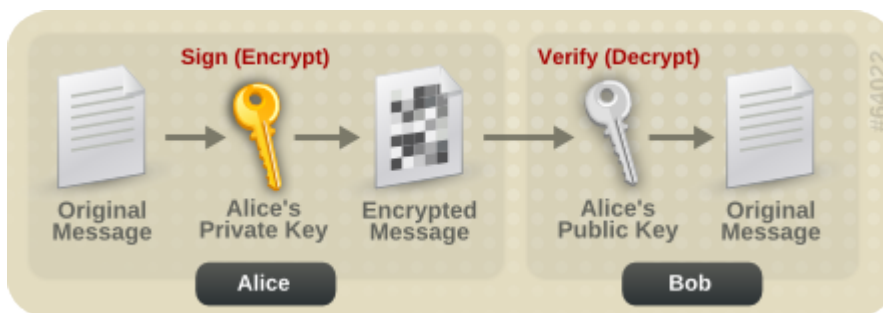 Sign (Encrypt)
Verify (Decrypt)
Original
Message
Alice's
Private Key
Encrypted
Message
Alice's
Public Key
Original
Message
Alice
Bob
#64022